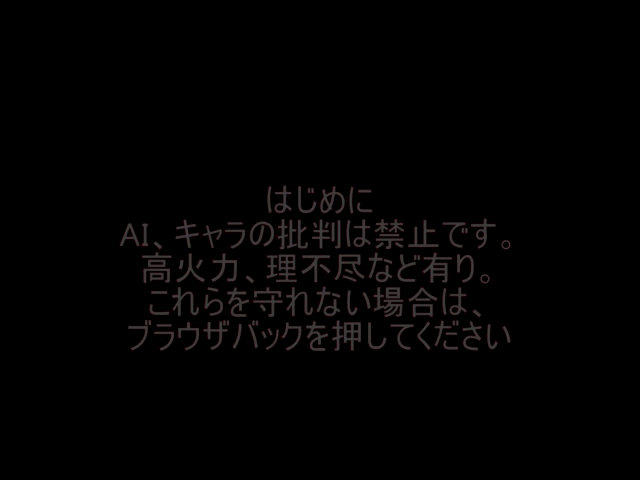 はじめに
AI、キャラの批判は禁止です。
高火力、理不尽など有り。
これらを守れない場合は、
ブラウザバックを押してください